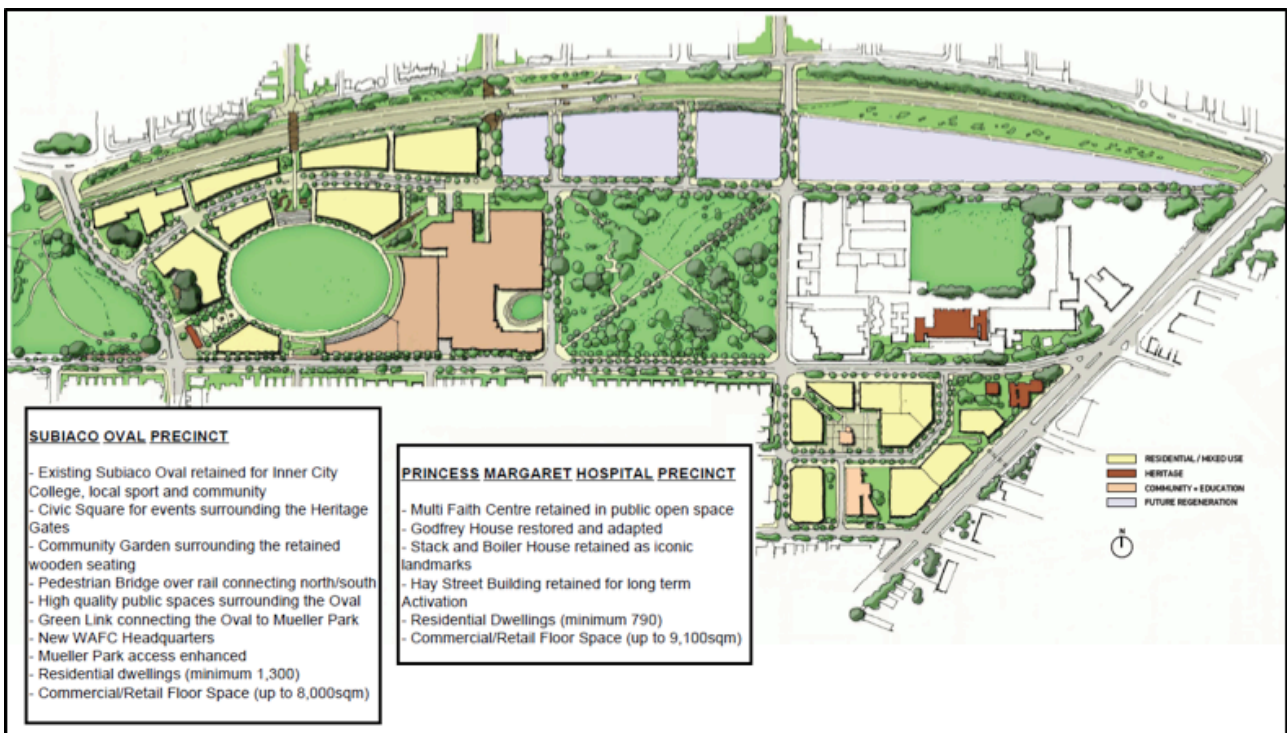 SUBIACO OVAL PRECINCT
- Existing Subiaco Oval retained for Inner City
College, local sport and community
- Civic Square for events surrounding the Heritage
Gates
- Community Garden surrounding the retained
wooden seating
- Pedestrian Bridge over rail connecting north/south
- High quality public spaces surrounding the Oval
- Green Link connecting the Oval to Mueller Park
- New WAFC Headquarters
- Mueller Park access enhanced
- Residential dwellings (minimum 1,300)
- Commercial/Retail Floor Space (up to 8,000sqm)
PRINCESS MARGARET HOSPITAL PRECINCT
- Multi Faith Centre retained in public open space
- Godfrey House restored and adapted
- Stack and Boiler House retained as iconic
landmarks
- Hay Street Building retained for long term
Activation
- Residential Dwellings (minimum 790)
- Commercial/Retail Floor Space (up to 9,100sqm)
RESIDENTIAL / MIXED USE
HERITAGE
COMMUNITY + EDUCATION
FUTURE REGENERATION
N